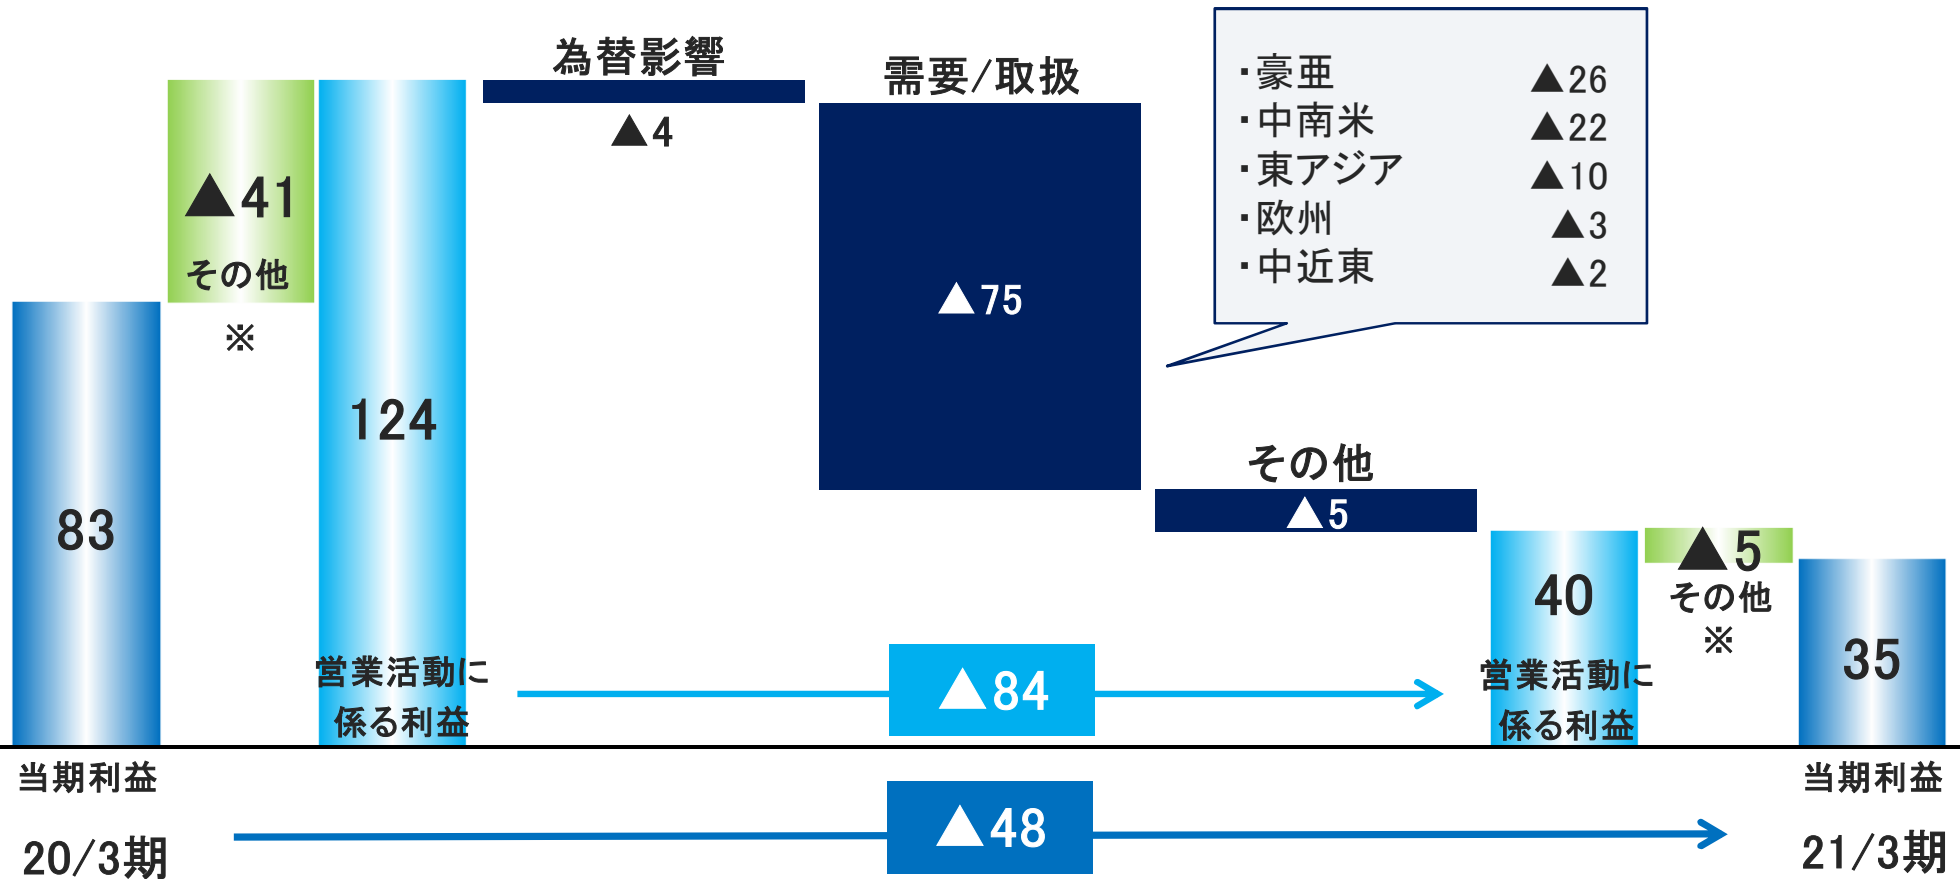 為替影響
▲4
需要/取扱
▲75
・豪亜 ▲26
・中南米 ▲22
・東アジア ▲10
・欧州 ▲3
・中近東 ▲2
▲41
その他
※
83
124
営業活動に
係る利益
その他
▲5
40
営業活動に
係る利益
▲5
その他
※
35
▲84
当期利益
当期利益
▲48
20/3期
21/3期